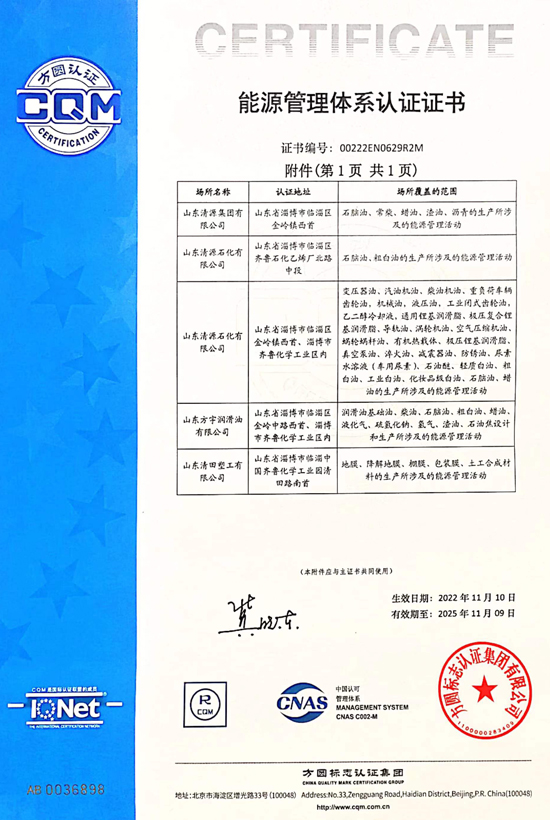 CERTIFICATE
方圆认证
CQM
CERTIFICATION
能源管理体系认证证书
证书编号：00222EN0629R2M
附件(第 1 页 共 1 页)
场所名称 认证地址 场所覆盖的范围
山东清源集团有
限公司
山东省淄博市临淄区
金岭镇西首
石脑油、常柴、蜡油、渣油、沥青的生产所涉
及的能源管理活动
山东清源石化有
限公司
山东省淄博市临淄区
齐鲁石化乙烯厂北路
中段
石脑油、粗白油的生产所涉及的能源管理活动
山东清源石化有
限公司
山东省淄博市临淄区
金岭镇西首、淄博市
齐鲁化学工业区内
变压器油、汽油机油、柴油机油、重负荷车辆
齿轮油，机械油，液压油，工业闭式齿轮油，
乙二醇冷却液，通用锂基润滑脂、极压复合锂
基润滑脂、导轨油、涡轮机油、空气压缩机油、
蜗轮蜗杆油、有机热载体、极压锂基润滑脂、
真空泵油、淬火油、减震器油、防锈油、尿素
水溶液（车用尿素）、石油醚、轻质白油、粗
白油、工业白油、化妆品级白油、石脑油、蜡
油的生产所涉及的能源管理活动
山东方宇润滑油
有限公司
山东省淄博市临淄区
金岭中路西首、淄博
市齐鲁化学工业区内
润滑油基础油、柴油、石脑油、粗白油、蜡油、
液化气、硫氢化钠、氢气、渣油、石油焦设计
和生产所涉及的能源管理活动
山东清田塑工有
限公司
山东省淄博市临淄中
国齐鲁化学工业园清
田路南首
地膜、降解地膜、棚膜、包装膜、土工合成材
料的生产所涉及的能源管理活动
（本附件应与主证书共同使用）
生效日期：2022 年 11 月 10 日
有效期至：2025 年 11 月 09 日
CQM 是国际认证联盟的成员
IQNet
THE INTERNATIONAL CERTIFICATION NETWORK
R
CQM
CNAS
中国认可
管理体系
MANAGEMENT SYSTEM
CNAS C002-M
方圆标志认证集团有限公司
1100000283409
AD 0036898
方圆标志认证集团
CHINA QUALITY MARK CERTIFICATION GROUP
地址：北京市海淀区增光路33号 (100048) Address:No.33,Zengguang Road,Haidian District,Beijing,P.R. China(100048)
http://www.cqm.com.cn